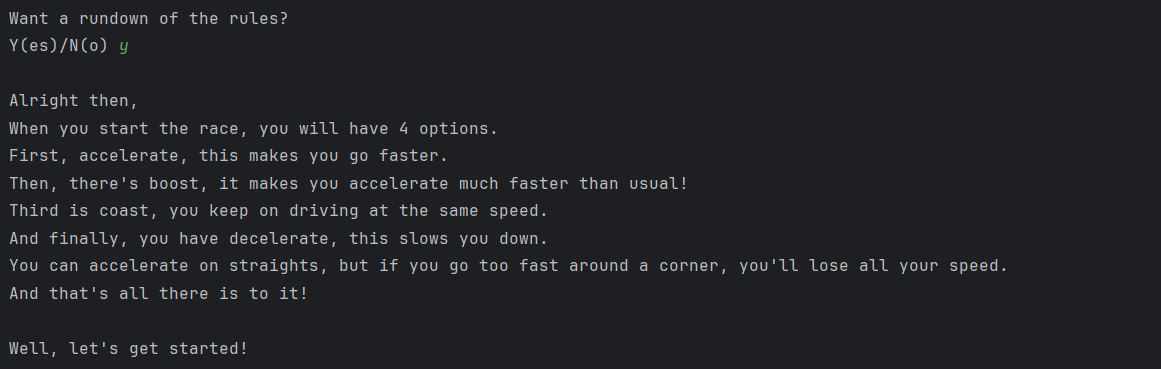 Want a rundown of the rules?
Y(es)/N(o) y
Alright then,
When you start the race, you will have 4 options.
First, accelerate, this makes you go faster.
Then, there's boost, it makes you accelerate much faster than usual!
Third is coast, you keep on driving at the same speed.
And finally, you have decelerate, this slows you down.
You can accelerate on straights, but if you go too fast around a corner, you'll lose all your speed.
And that's all there is to it!
Well, let's get started!